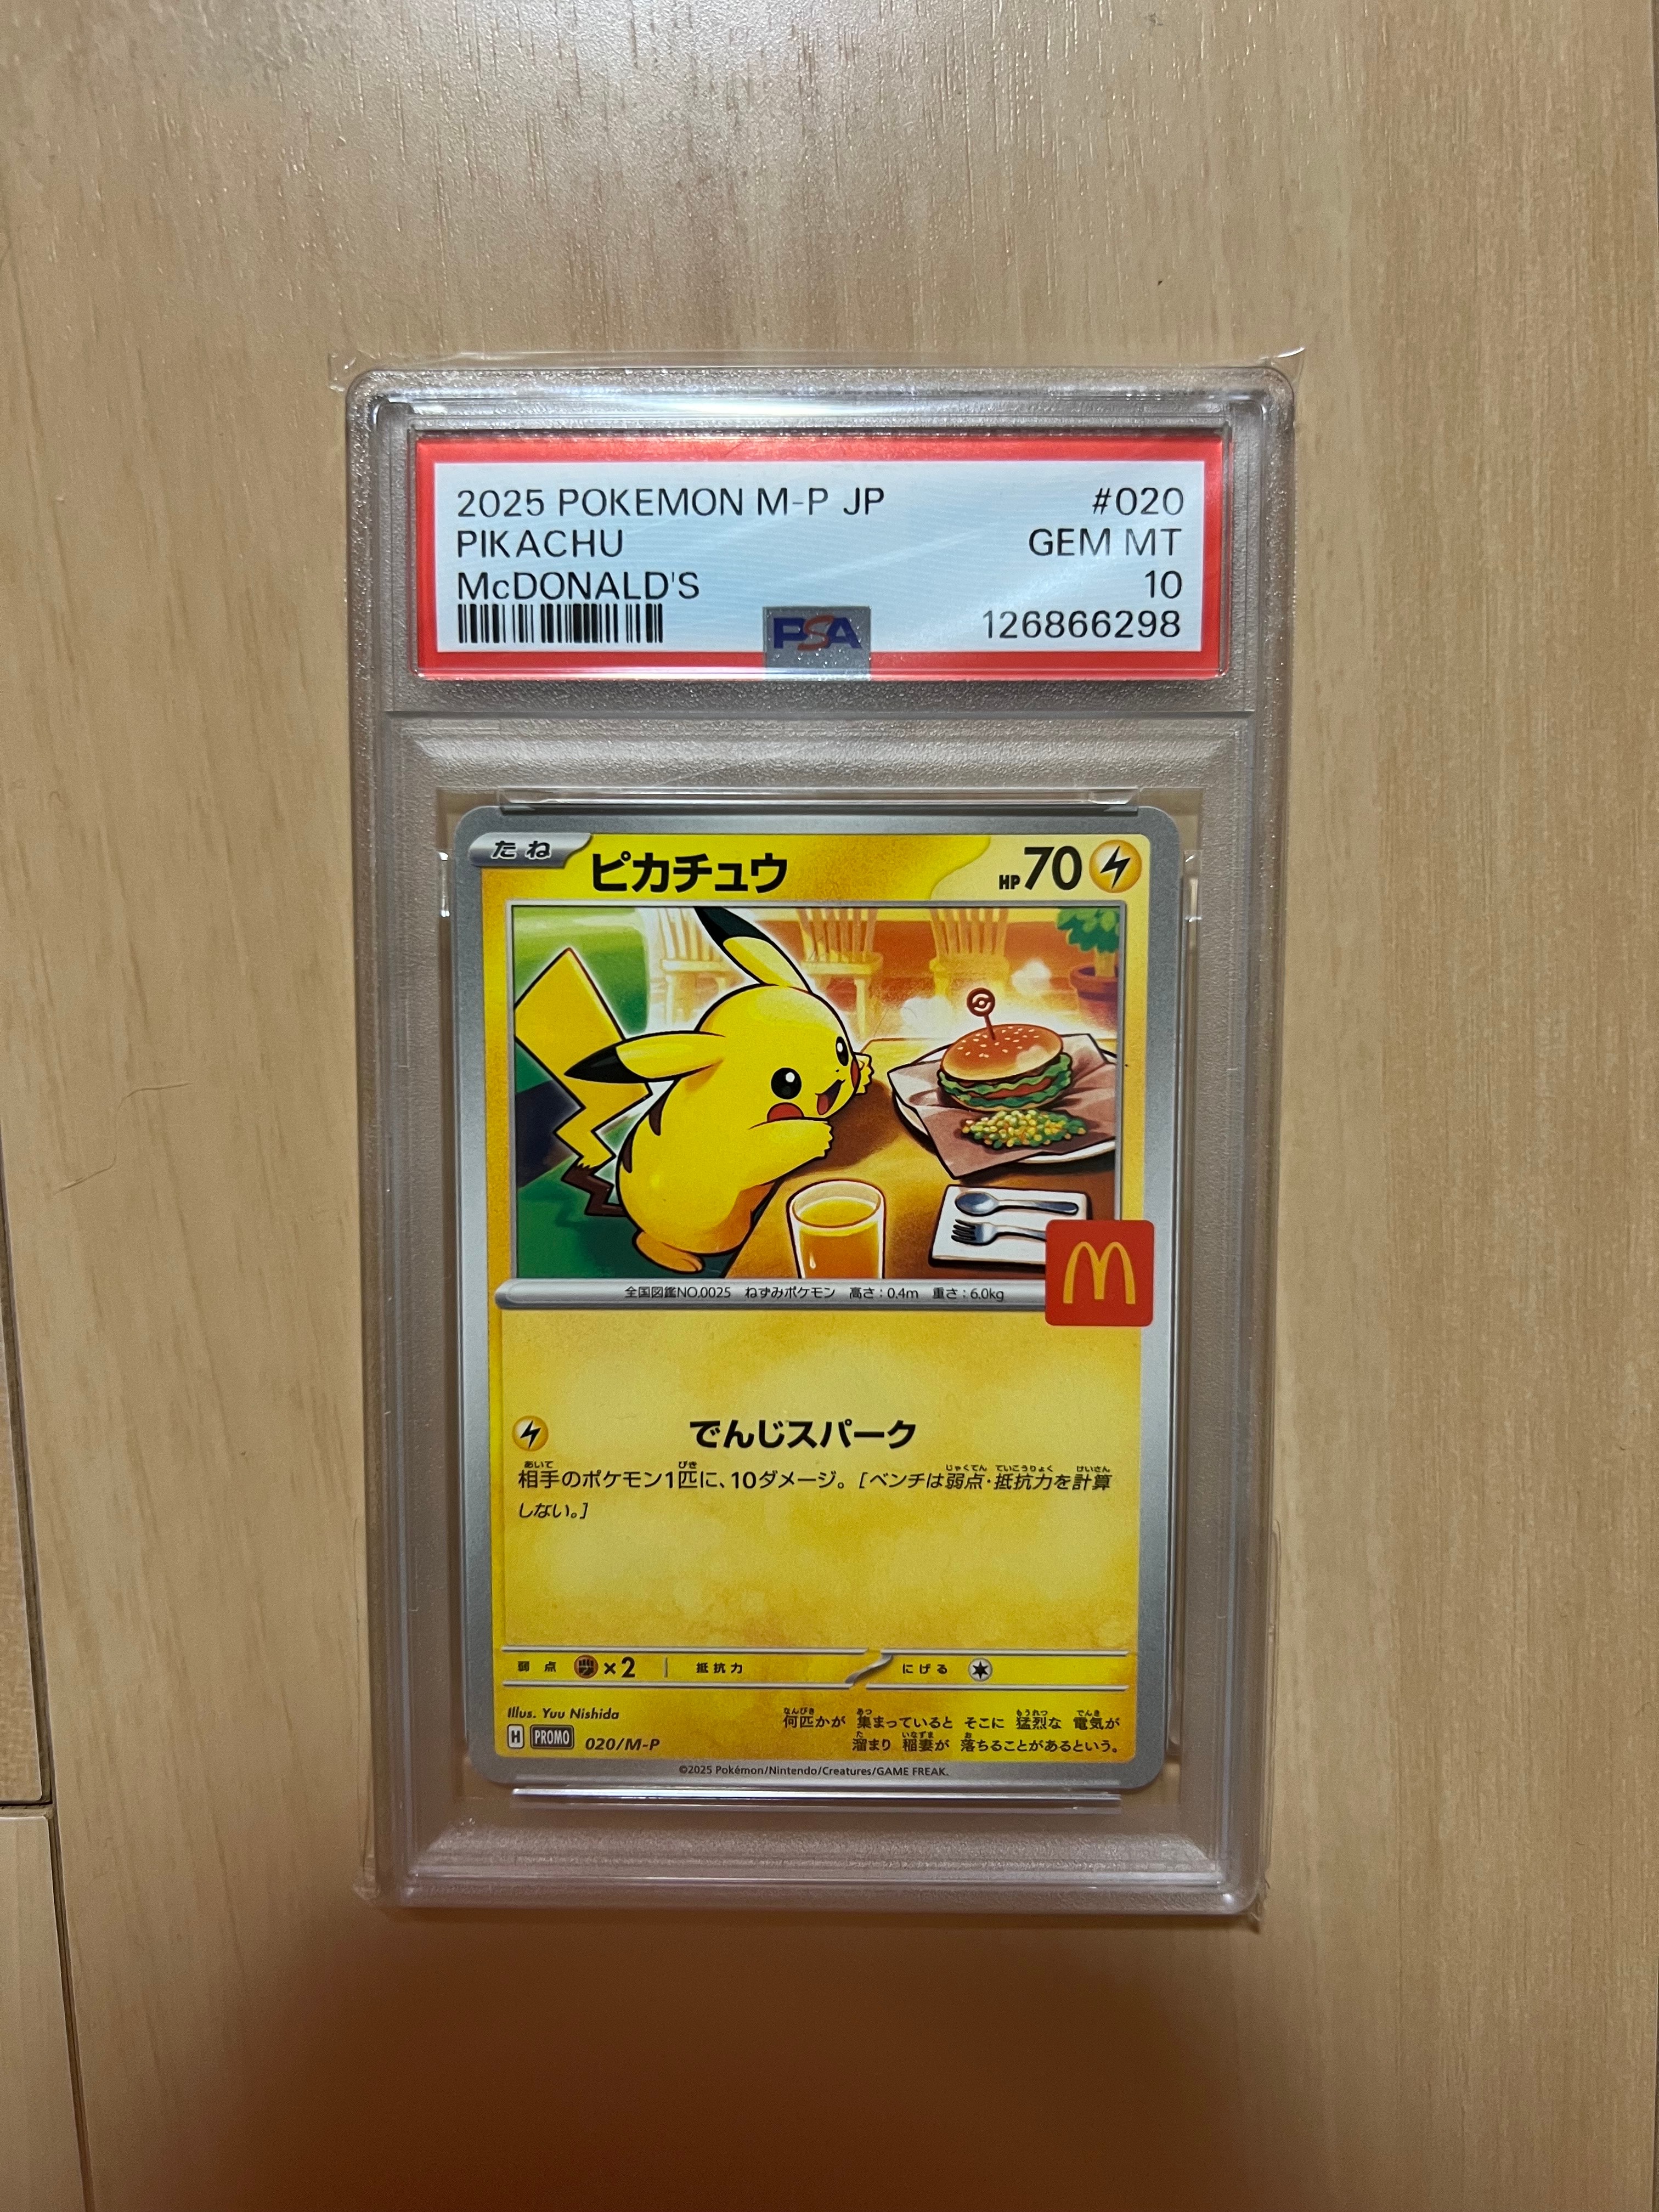 2025 POKEMON M-P JP #020
PIKACHU GEM MT
McDONALD'S 10
PSA 126866298
たね ピカチュウ HP70
全国図鑑NO.0025 ねずみポケモン 高さ:0.4m 重さ:6.0kg
でんじスパーク
相手のポケモン1匹に、10ダメージ。[ベンチは弱点・抵抗力を計算
しない。]
弱点 ×2 抵抗力 にげる
Illus. Yuu Nishida
H PROMO 020/M-P
何匹かが 集まっていると そこに 猛烈な 電気が
溜まり 稲妻が 落ちることがあるという。
©2025 Pokémon/Nintendo/Creatures/GAME FREAK.